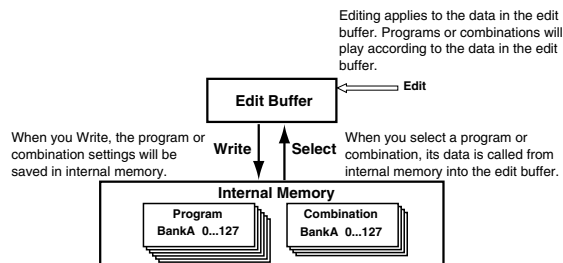 Editing applies to the data in the edit
buffer. Programs or combinations will
play according to the data in the edit
buffer.
Edit
Edit Buffer
When you Write, the program or
combination settings will be
saved in internal memory.
Write
Select
When you select a program or
combination, its data is called from
internal memory into the edit buffer.
Internal Memory
Program
BankA 0...127
Combination
BankA 0...127